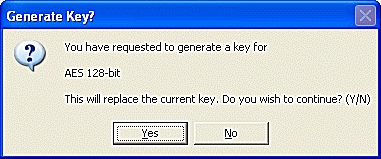 Generate Key?
You have requested to generate a key for
AES 128-bit
This will replace the current key. Do you wish to continue? (Y/N)
Yes
No